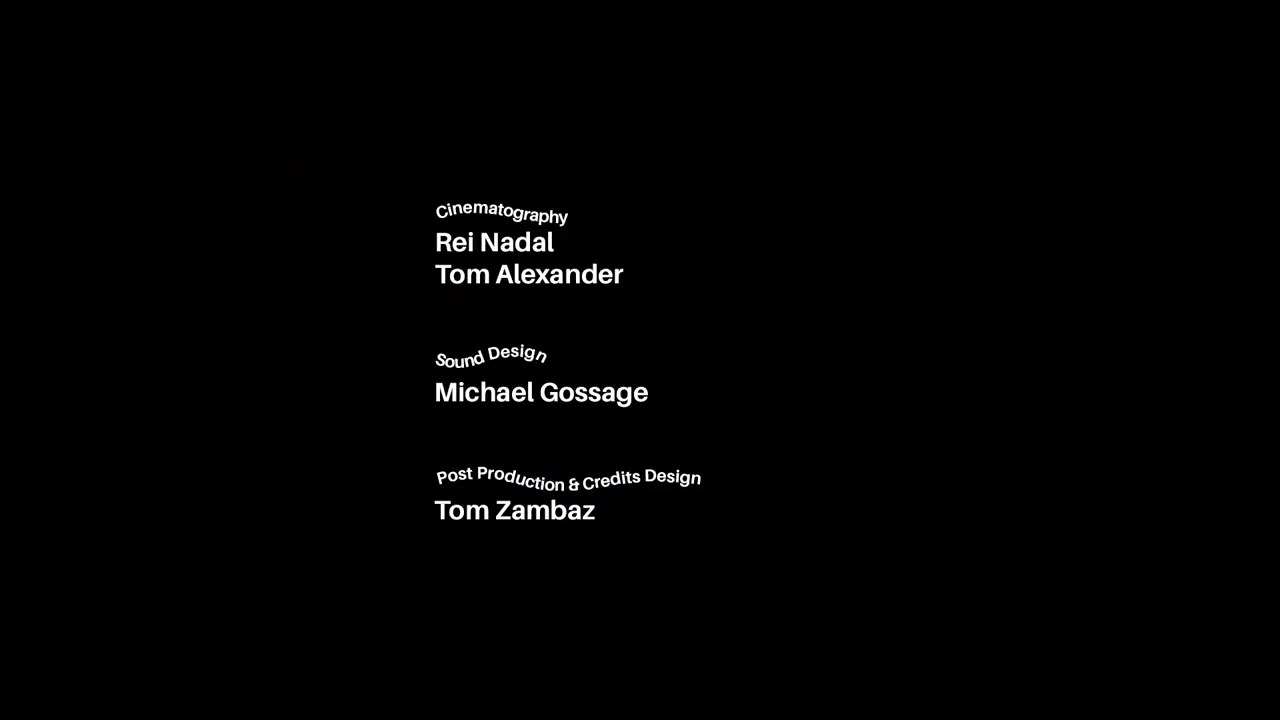 Cinematography
Rei Nadal
Tom Alexander
Sound Design
Michael Gossage
Post Production & Credits Design
Tom Zambaz